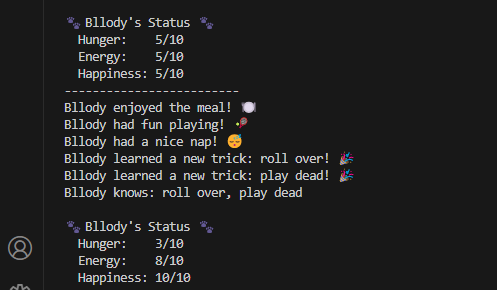 🐾 Bllody's Status 🐾
Hunger:    5/10
Energy:    5/10
Happiness: 5/10
-------------------------
Bllody enjoyed the meal! 🍽️
Bllody had fun playing! 🎾
Bllody had a nice nap! 😴
Bllody learned a new trick: roll over! 🎉
Bllody learned a new trick: play dead! 🎉
Bllody knows: roll over, play dead
🐾 Bllody's Status 🐾
Hunger:    3/10
Energy:    8/10
Happiness: 10/10